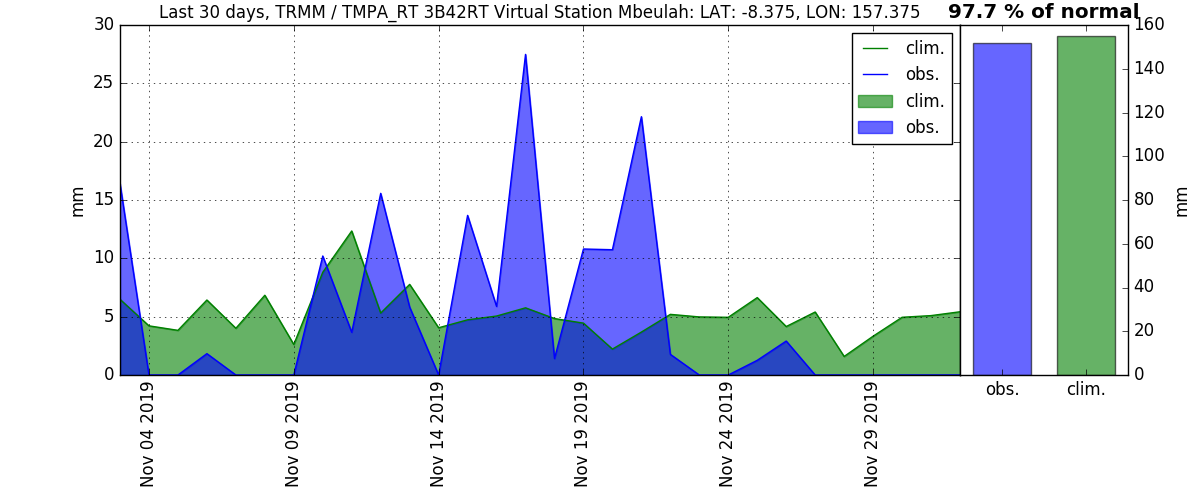 Last 30 days, TRMM / TMPA_RT 3B42RT Virtual Station Mbeulah: LAT: -8.375, LON: 157.375
97.7 % of normal
30
25
20
15
10
5
0
mm
clim.
obs.
clim.
obs.
Nov 04 2019
Nov 09 2019
Nov 14 2019
Nov 19 2019
Nov 24 2019
Nov 29 2019
160
140
120
100
80
60
40
20
0
mm
obs.
clim.